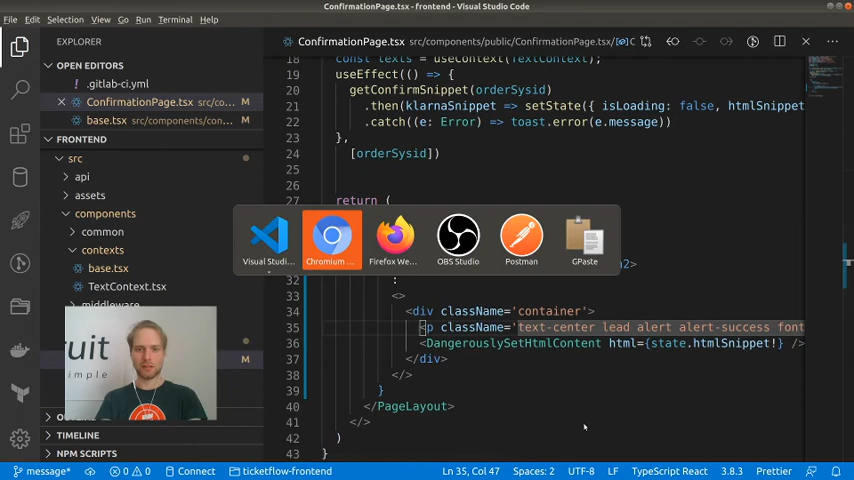 ConfirmationPage.tsx - frontend - Visual Studio Code
File Edit Selection View Go Run Terminal Help
EXPLORER
ConfirmationPage.tsx src/components/public/ConfirmationPage.tsx/
OPEN EDITORS
.gitlab-ci.yml
ConfirmationPage.tsx src/co... M
base.tsx src/components/con... M
FRONTEND
src
api
assets
components
common
contexts
base.tsx
TextContext.tsx
middleware
18 const texts = useContext(TextContext);
19 useEffect(() => {
20 getConfirmSnippet(orderSysid)
21 .then(klarnaSnippet => setState({ isLoading: false, htmlSnippet
22 .catch((e: Error) => toast.error(e.message))
23 },
24 [orderSysid])
25
26
27 return (
Visual Studi...
Chromium ...
Firefox We...
OBS Studio
Postman
GPaste
32 :
33 <>
34 <div className='container'>
35 <p className='text-center lead alert alert-success font
36 <DangerouslySetHtmlContent html={state.htmlSnippet!} />
37 </div>
38 </>
39 }
40 </PageLayout>
41 </>
42 )
43 }
ruit
simple
TIMELINE
NPM SCRIPTS
message* 0 0 Connect ticketflow-frontend Ln 35, Col 47 Spaces: 2 UTF-8 LF TypeScript React 3.8.3 Prettier